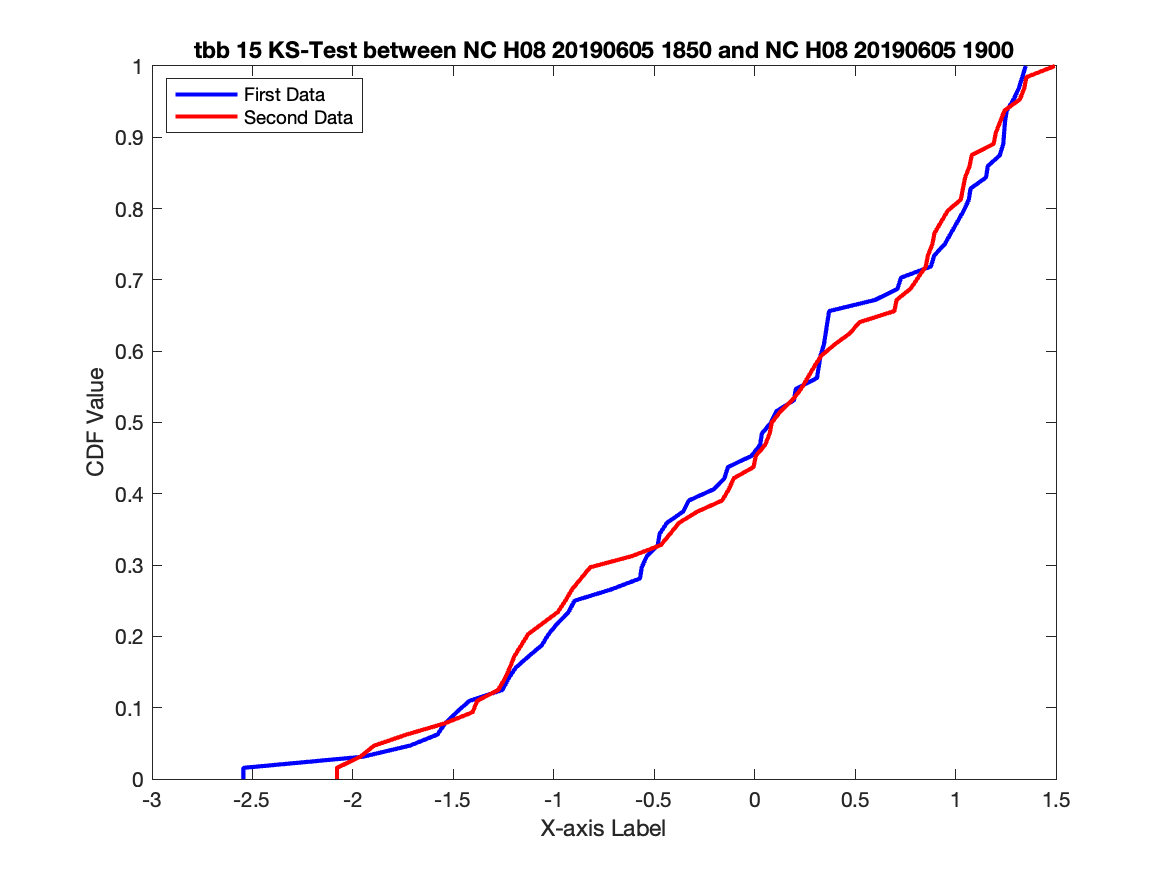 tbb 15 KS-Test between NC H08 20190605 1850 and NC H08 20190605 1900
First Data
Second Data
1
0.9
0.8
0.7
0.6
0.5
0.4
0.3
0.2
0.1
0
CDF Value
-3 -2.5 -2 -1.5 -1 -0.5 0 0.5 1 1.5
X-axis Label